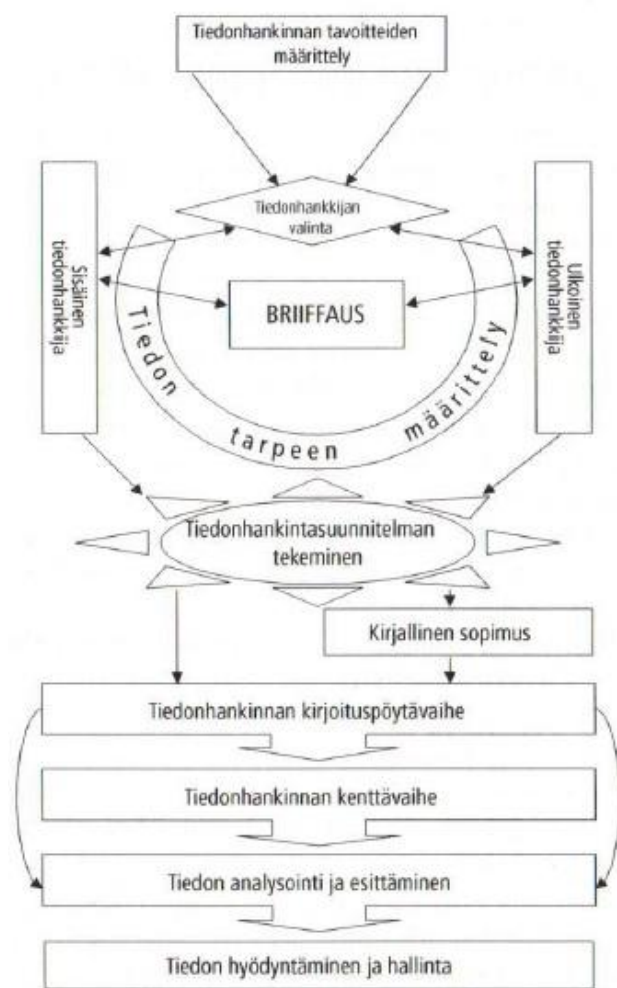 Tiedonhankinnan tavoitteiden
määrittely
Tiedonhankkijan
valinta
Sisäinen
tiedonhankkija
Ulkoinen
tiedonhankkija
BRIIFFAUS
Tiedon tarpeen määrittely
Tiedonhankintasuunnitelman
tekeminen
Kirjallinen sopimus
Tiedonhankinnan kirjoituspöytävaihe
Tiedonhankinnan kenttävaihe
Tiedon analysointi ja esittäminen
Tiedon hyödyntäminen ja hallinta